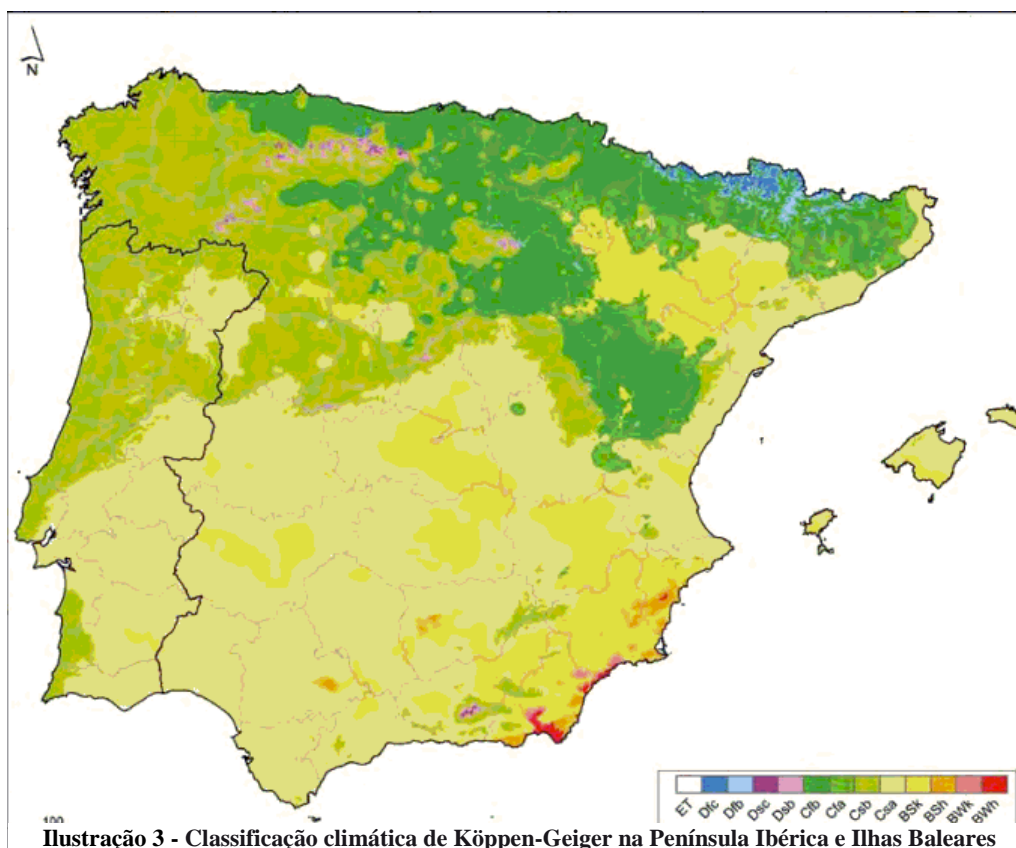 N
ET Dfc Dfb Dsc Dsb Cfb Cfa Csb Csa BSk BSh BWk BWh
Ilustração 3 - Classificação climática de Köppen-Geiger na Península Ibérica e Ilhas Baleares